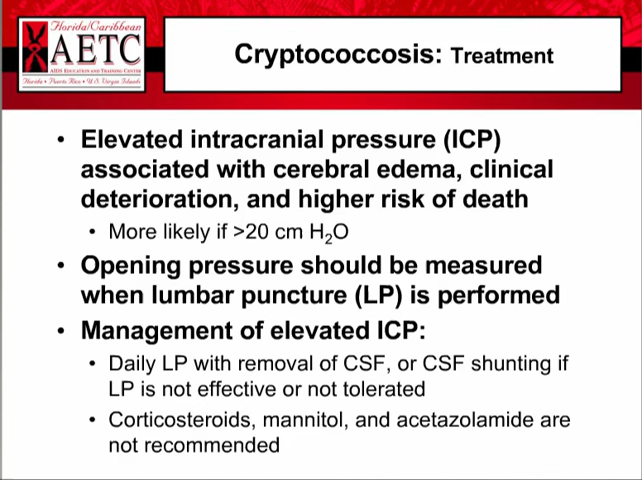 Florida/Caribbean
AETC
AIDS EDUCATION AND TRAINING CENTER
Florida • Puerto Rico • U.S. Virgin Islands
Cryptococcosis: Treatment
• Elevated intracranial pressure (ICP)
associated with cerebral edema, clinical
deterioration, and higher risk of death
• More likely if >20 cm H₂O
• Opening pressure should be measured
when lumbar puncture (LP) is performed
• Management of elevated ICP:
• Daily LP with removal of CSF, or CSF shunting if
LP is not effective or not tolerated
• Corticosteroids, mannitol, and acetazolamide are
not recommended